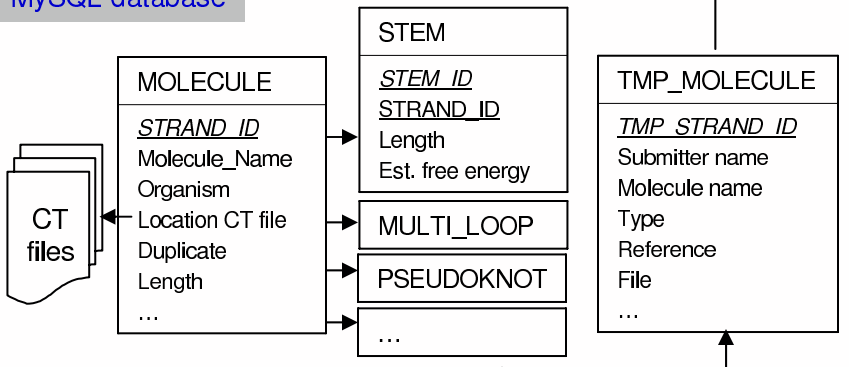 MySQL database
MOLECULE
STRAND_ID
Molecule_Name
Organism
Location CT file
Duplicate
Length
...
CT
files
STEM
STEM_ID
STRAND_ID
Length
Est. free energy
MULTI_LOOP
PSEUDOKNOT
...
TMP_MOLECULE
TMP_STRAND_ID
Submitter name
Molecule name
Type
Reference
File
...